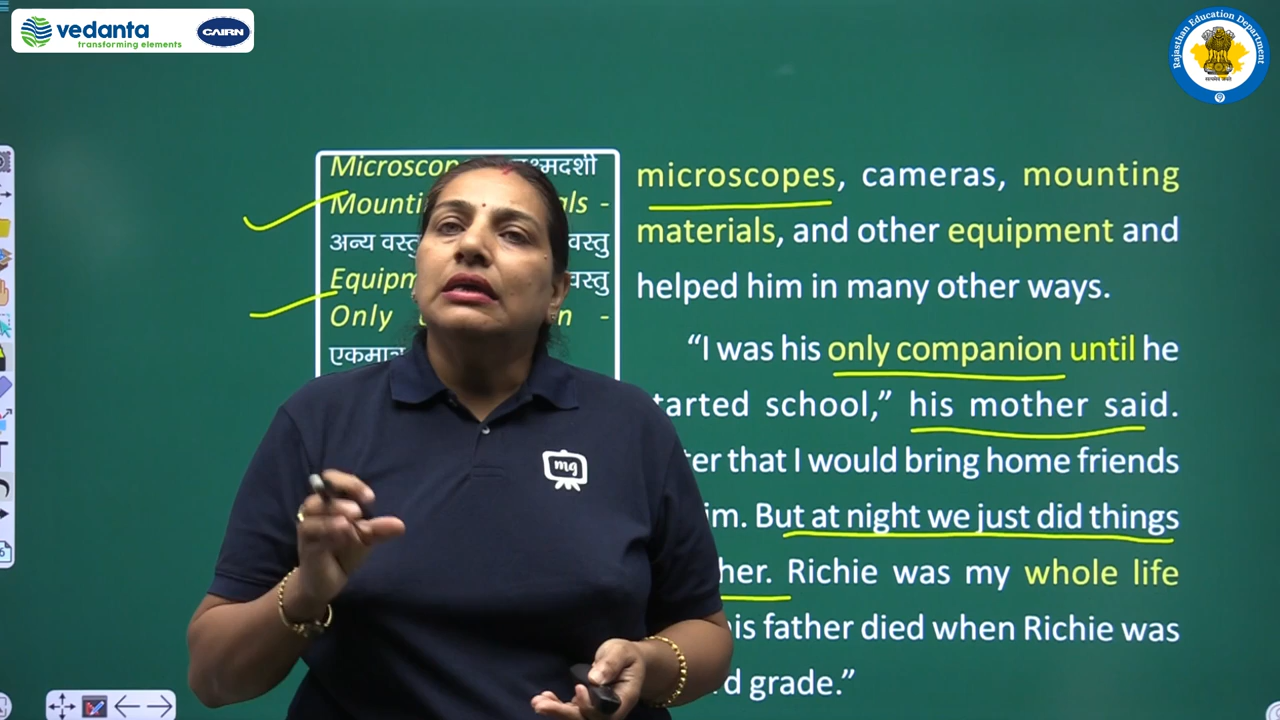 vedanta
transforming elements
CAIRN
Rajasthan Education Department
mg
Mounti als -
अन्य वस्तु वस्तु
Equipm वस्तु
Only n -
microscopes, cameras, mounting
materials, and other equipment and
helped him in many other ways.
“I was his only companion until he
tarted school,” his mother said.
ter that I would bring home friends
im. But at night we just did things
her. Richie was my whole life
his father died when Richie was
rd grade.”